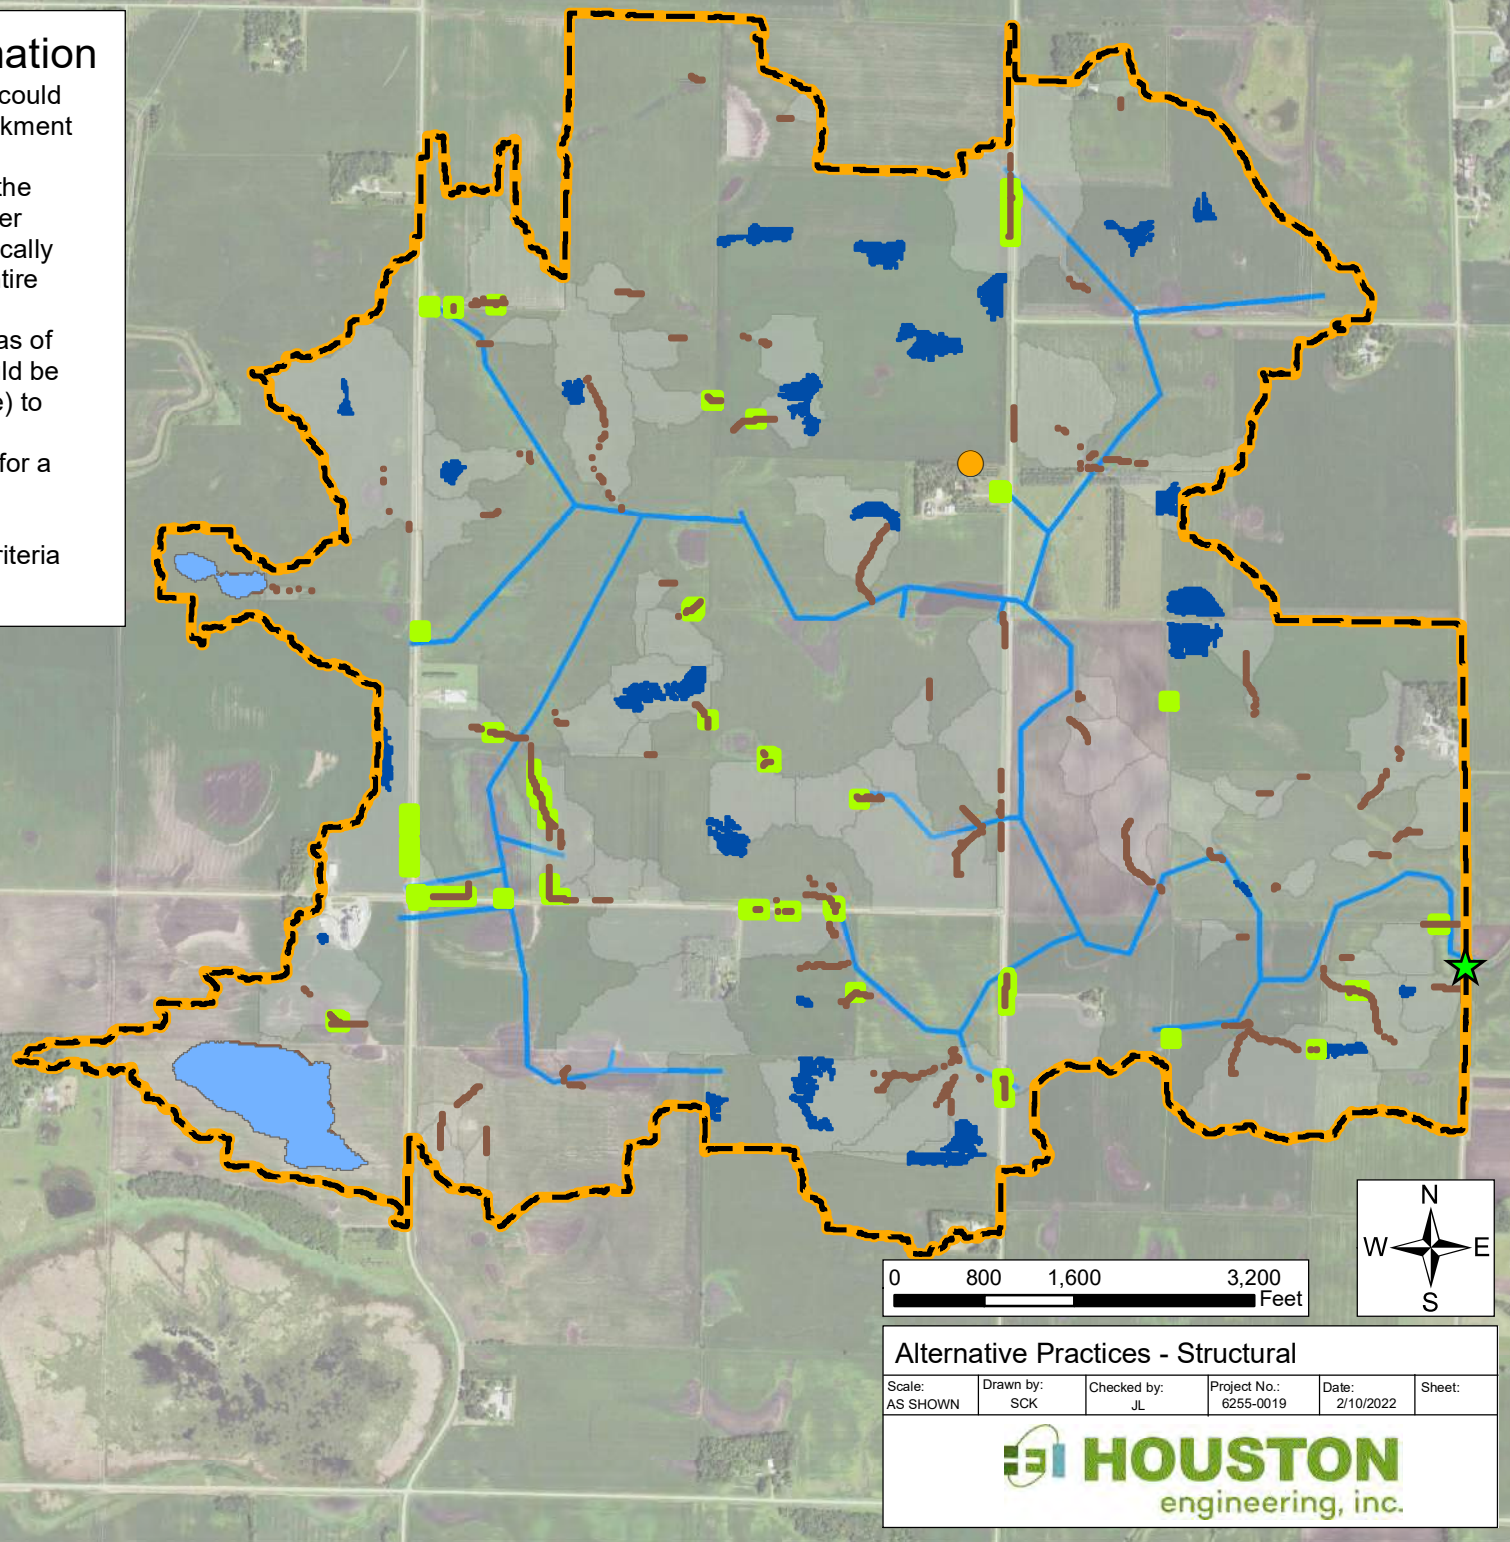 nation
could
kment
the
er
cally
tire
as of
ld be
e) to
for a
riteria
N
W E
S
0 800 1,600 3,200
Feet
Alternative Practices - Structural
Scale: Drawn by: Checked by: Project No.: Date: Sheet:
AS SHOWN SCK JL 6255-0019 2/10/2022
HOUSTON
engineering, inc.